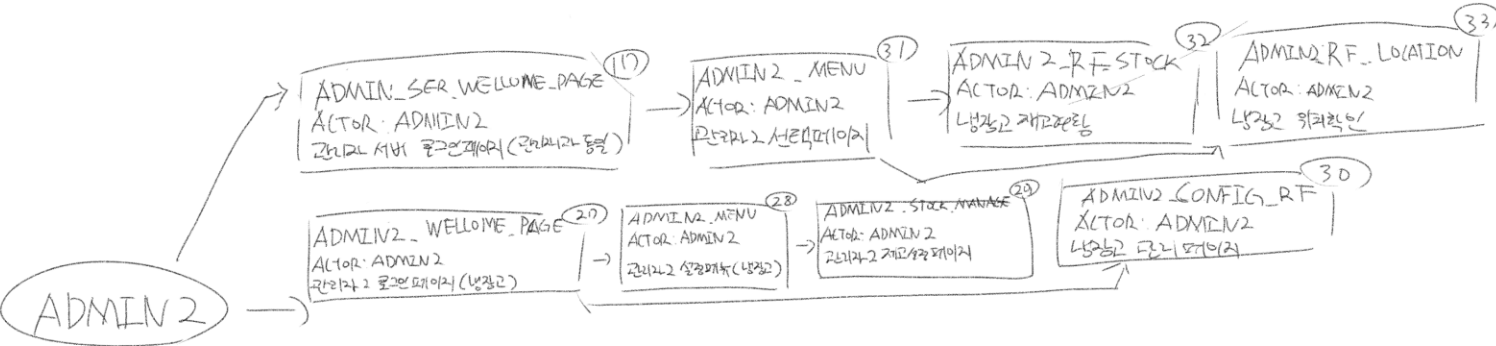 17
ADMIN_SER_WELLOME_PAGE
ACTOR: ADMIN2
관리자 서버 로그인페이지 (관리자와 동일)
31
ADMIN2_MENU
ACTOR: ADMIN2
관리자2 선택페이지
32
ADMIN2_RF_STOCK
ACTOR: ADMIN2
냉장고 재고현황
33
ADMIN2_RF_LOCATION
ACTOR: ADMIN2
냉장고 위치확인
27
ADMIN2_WELLOME_PAGE
ACTOR: ADMIN2
관리자2 로그인페이지 (냉장고)
28
ADMIN2_MENU
ACTOR: ADMIN2
관리자2 설정메뉴 (냉장고)
29
ADMIN2_STOCK_MANAGE
ACTOR: ADMIN2
관리자2 재고설정페이지
30
ADMIN2_CONFIG_RF
ACTOR: ADMIN2
냉장고 관리 페이지
ADMIN2